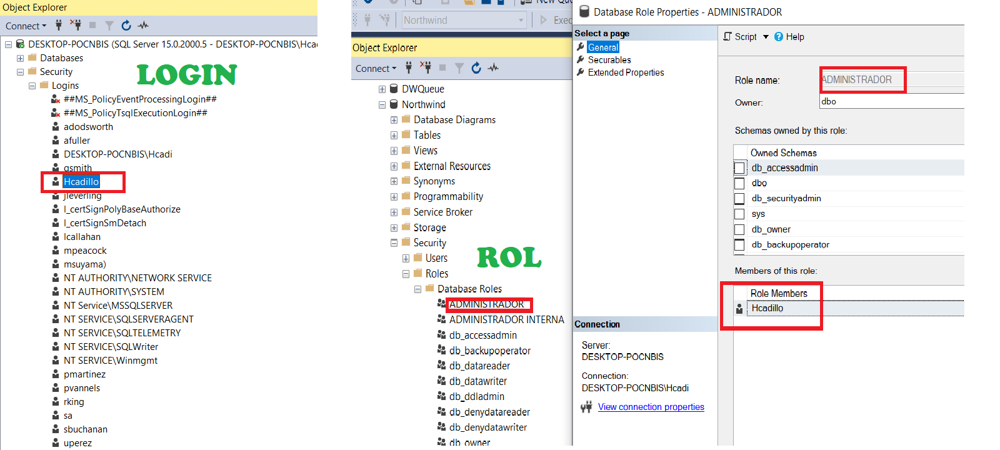 Object Explorer
Connect
DESKTOP-POCNBIS (SQL Server 15.0.2000.5 - DESKTOP-POCNBIS\Hcad
Databases
Security
LOGIN
Logins
##MS_PolicyEventProcessingLogin##
##MS_PolicyTsqlExecutionLogin##
adodsworth
afuller
DESKTOP-POCNBIS\Hcadi
gsmith
Hcadillo
jleverling
l_certSignPolyBaseAuthorize
l_certSignSmDetach
lcallahan
mpeacock
msuyama)
NT AUTHORITY\NETWORK SERVICE
NT AUTHORITY\SYSTEM
NT Service\MSSQLSERVER
NT SERVICE\SQLSERVERAGENT
NT SERVICE\SQLTELEMETRY
NT SERVICE\SQLWriter
NT SERVICE\Winmgmt
pmartinez
pvannels
rking
sa
sbuchanan
uperez
New Qu
Northwind
Exec
Object Explorer
Connect
DWQueue
Northwind
Database Diagrams
Tables
Views
External Resources
Synonyms
Programmability
Service Broker
Storage
Security
Users
ROL
Roles
Database Roles
ADMINISTRADOR
ADMINISTRADOR INTERNA
db_accessadmin
db_backupoperator
db_datareader
db_datawriter
db_ddladmin
db_denydatareader
db_denydatawriter
db_owner
Database Role Properties - ADMINISTRADOR
Select a page
General
Securables
Extended Properties
Script
Help
Role name:
ADMINISTRADOR
Owner:
dbo
Schemas owned by this role:
Owned Schemas
db_accessadmin
dbo
db_securityadmin
sys
db_owner
db_backupoperator
Members of this role:
Role Members
Hcadillo
Connection
Server:
DESKTOP-POCNBIS
Connection:
DESKTOP-POCNBIS\Hcadi
View connection properties